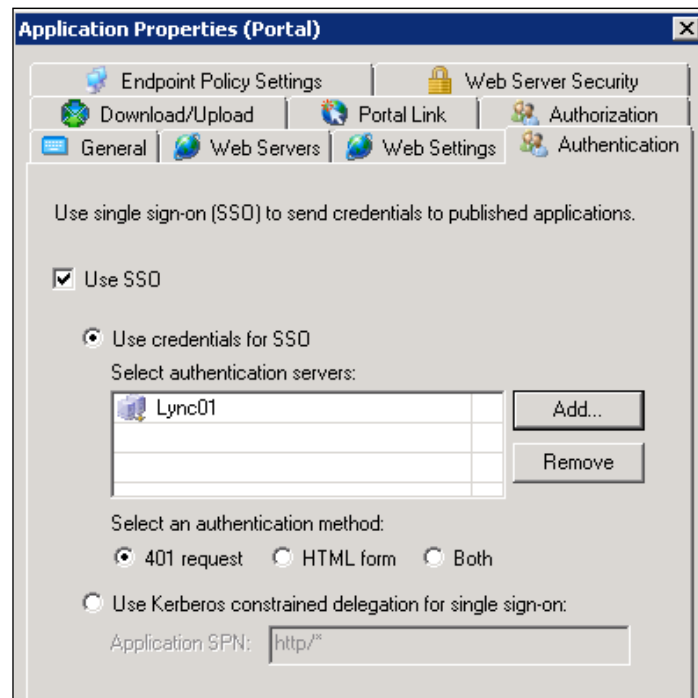 Application Properties (Portal)
Endpoint Policy Settings
Web Server Security
Download/Upload
Portal Link
Authorization
General
Web Servers
Web Settings
Authentication
Use single sign-on (SSO) to send credentials to published applications.
Use SSO
Use credentials for SSO
Select authentication servers:
Lync01
Add...
Remove
Select an authentication method:
401 request
HTML form
Both
Use Kerberos constrained delegation for single sign-on:
Application SPN:
http/*